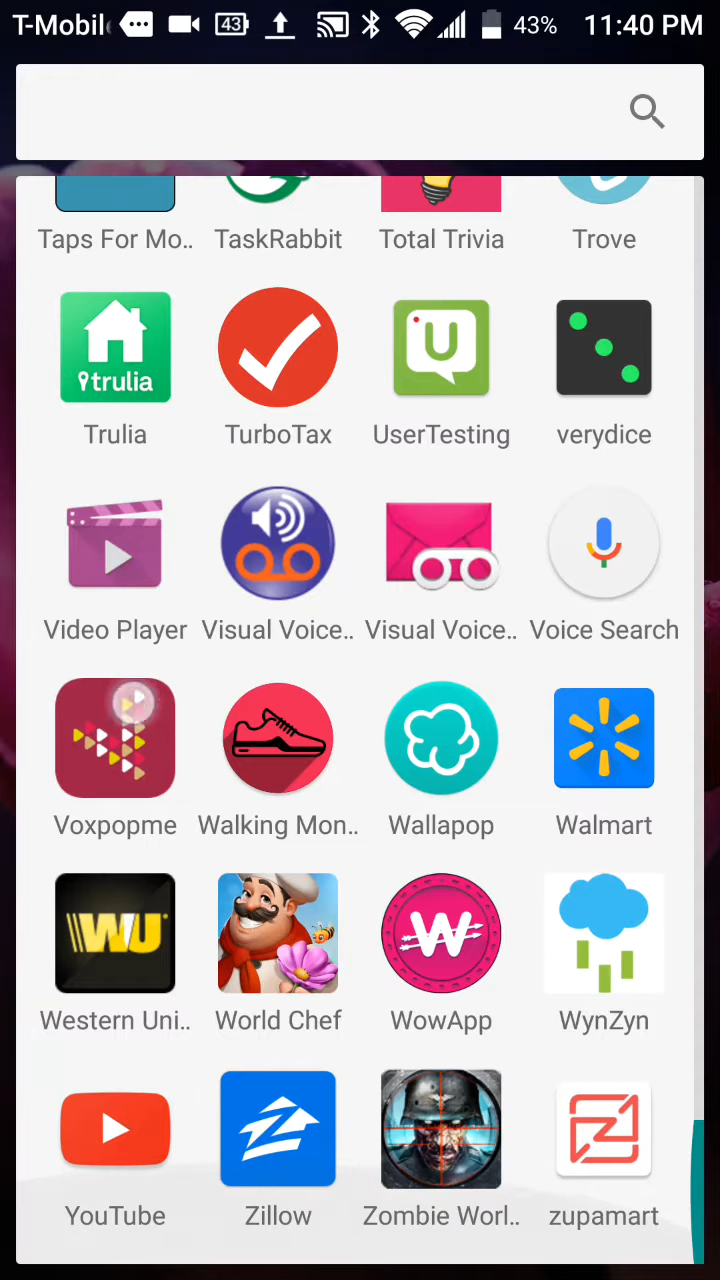 T-Mobile 43 43% 11:40 PM
Taps For Mo.. TaskRabbit Total Trivia Trove
trulia U
Trulia TurboTax UserTesting verydice
Video Player Visual Voice.. Visual Voice.. Voice Search
Voxpopme Walking Mon.. Wallapop Walmart
WU W
Western Uni.. World Chef WowApp WynZyn
Z Z
YouTube Zillow Zombie Worl.. zupamart